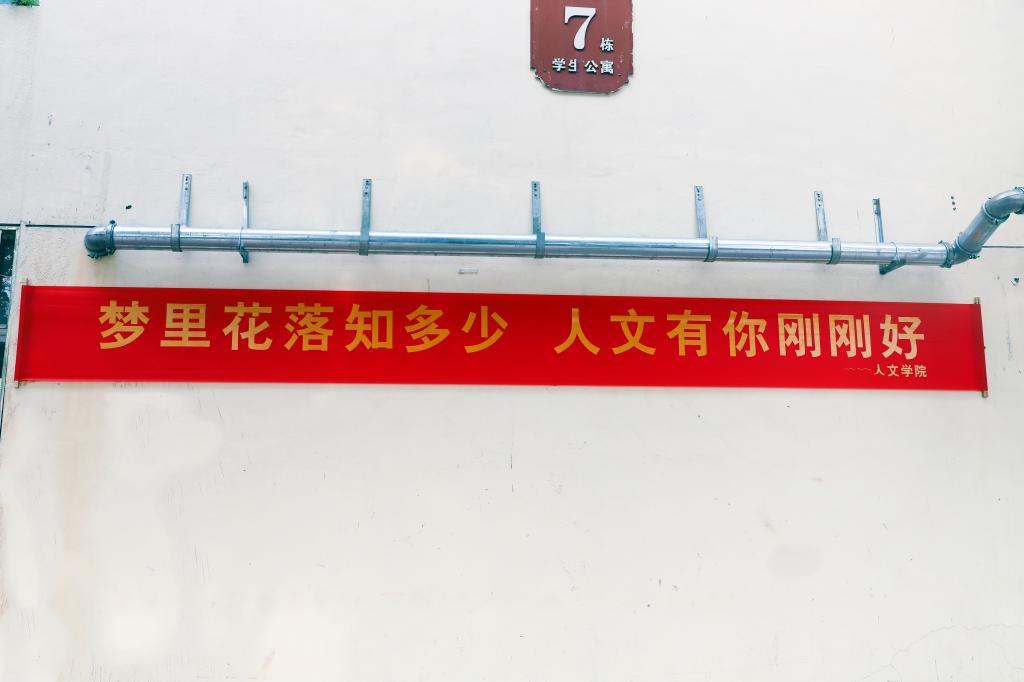 7栋
学生公寓
梦里花落知多少 人文有你刚刚好
——人文学院